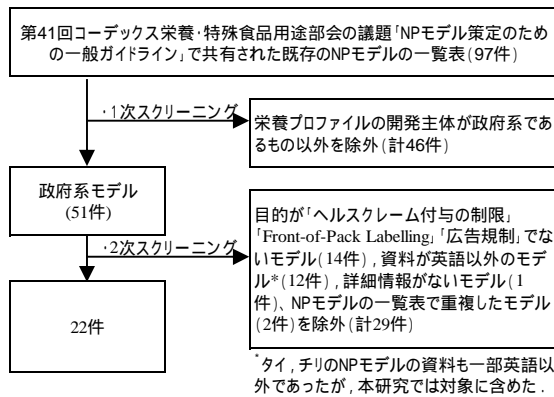 第41回コーデックス栄養・特殊食品用途部会の議題「NPモデル策定のため
の一般ガイドライン」で共有された既存のNPモデルの一覧表(97件)
・1次スクリーニング
栄養プロファイルの開発主体が政府系であ
るもの以外を除外(計46件)
政府系モデル
(51件)
・2次スクリーニング
目的が「ヘルスクレーム付与の制限」
「Front-of-Pack Labelling」「広告規制」でな
いモデル(14件),資料が英語以外のモデ
ル*(12件),詳細情報がないモデル(1
件)、NPモデルの一覧表で重複したモデル
(2件)を除外(計29件)
22件
*タイ,チリのNPモデルの資料も一部英語以
外であったが,本研究では対象に含めた.